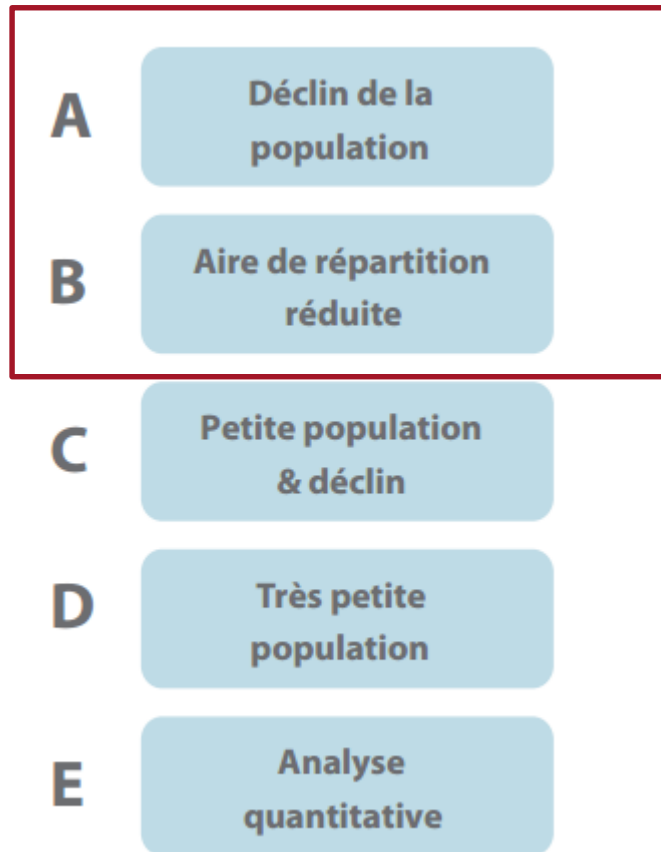 A
Déclin de la
population
B
Aire de répartition
réduite
C
Petite population
& déclin
D
Très petite
population
E
Analyse
quantitative